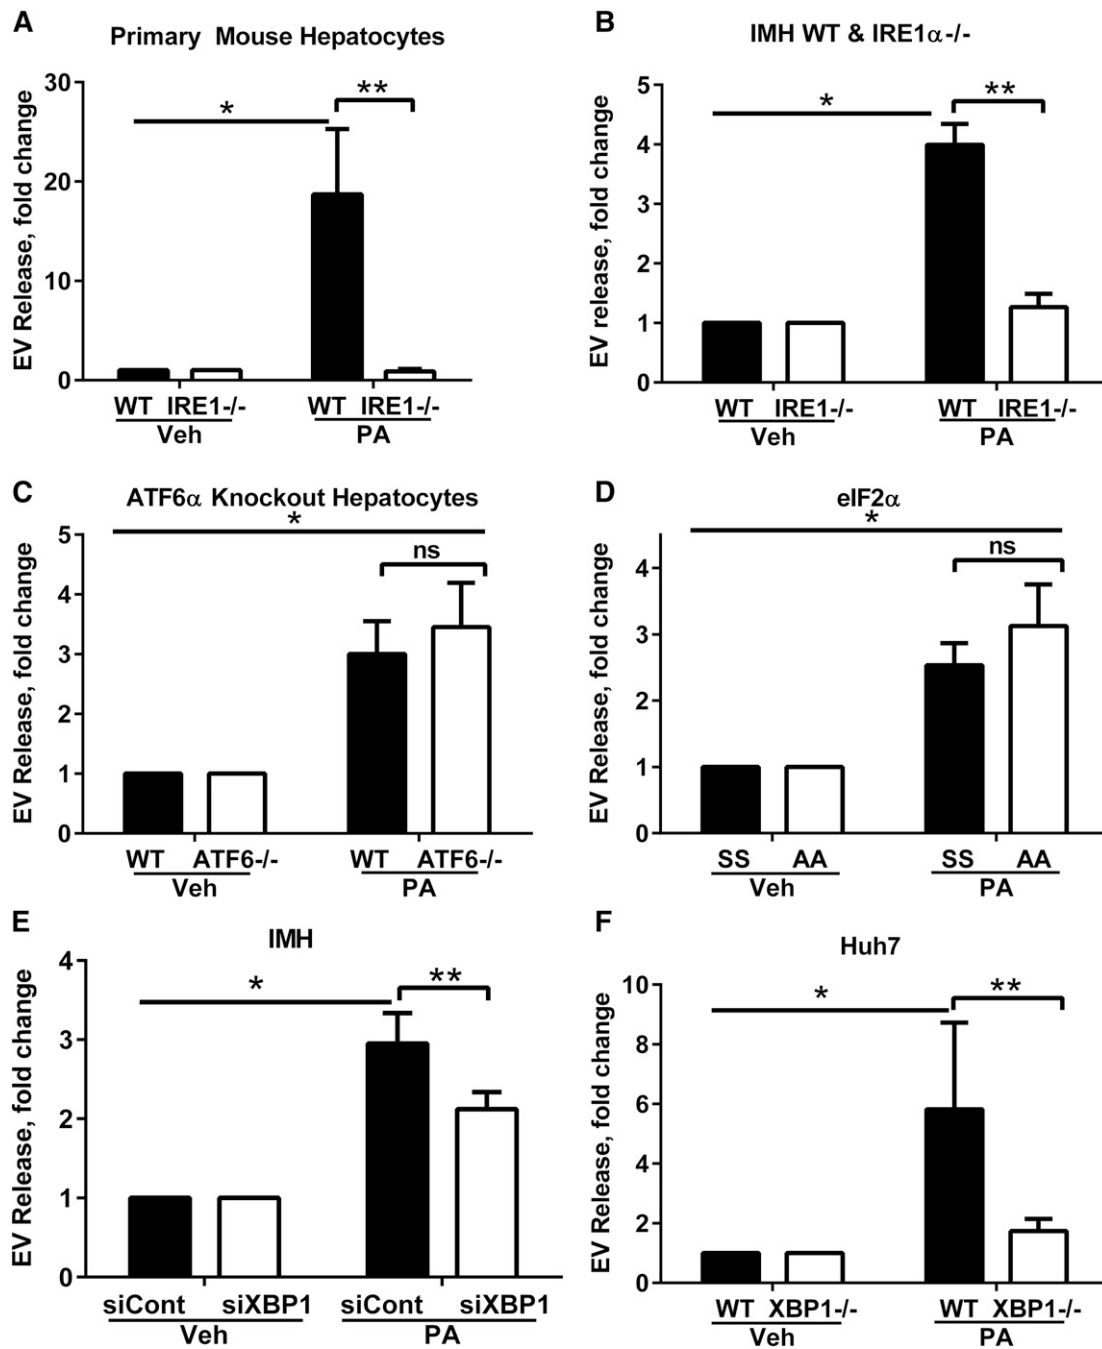 A
Primary Mouse Hepatocytes
EV Release, fold change
30
20
10
0
*
**
WT IRE1-/- WT IRE1-/-
Veh PA
B
IMH WT & IRE1α-/-
EV release, fold change
5
4
3
2
1
0
*
**
WT IRE1-/- WT IRE1-/-
Veh PA
C
ATF6α Knockout Hepatocytes
EV Release, fold change
5
4
3
2
1
0
*
ns
WT ATF6-/- WT ATF6-/-
Veh PA
D
eIF2α
EV Release, fold change
4
3
2
1
0
*
ns
SS AA SS AA
Veh PA
E
IMH
EV Release, fold change
4
3
2
1
0
*
**
siCont siXBP1 siCont siXBP1
Veh PA
F
Huh7
EV Release, fold change
10
8
6
4
2
0
*
**
WT XBP1-/- WT XBP1-/-
Veh PA